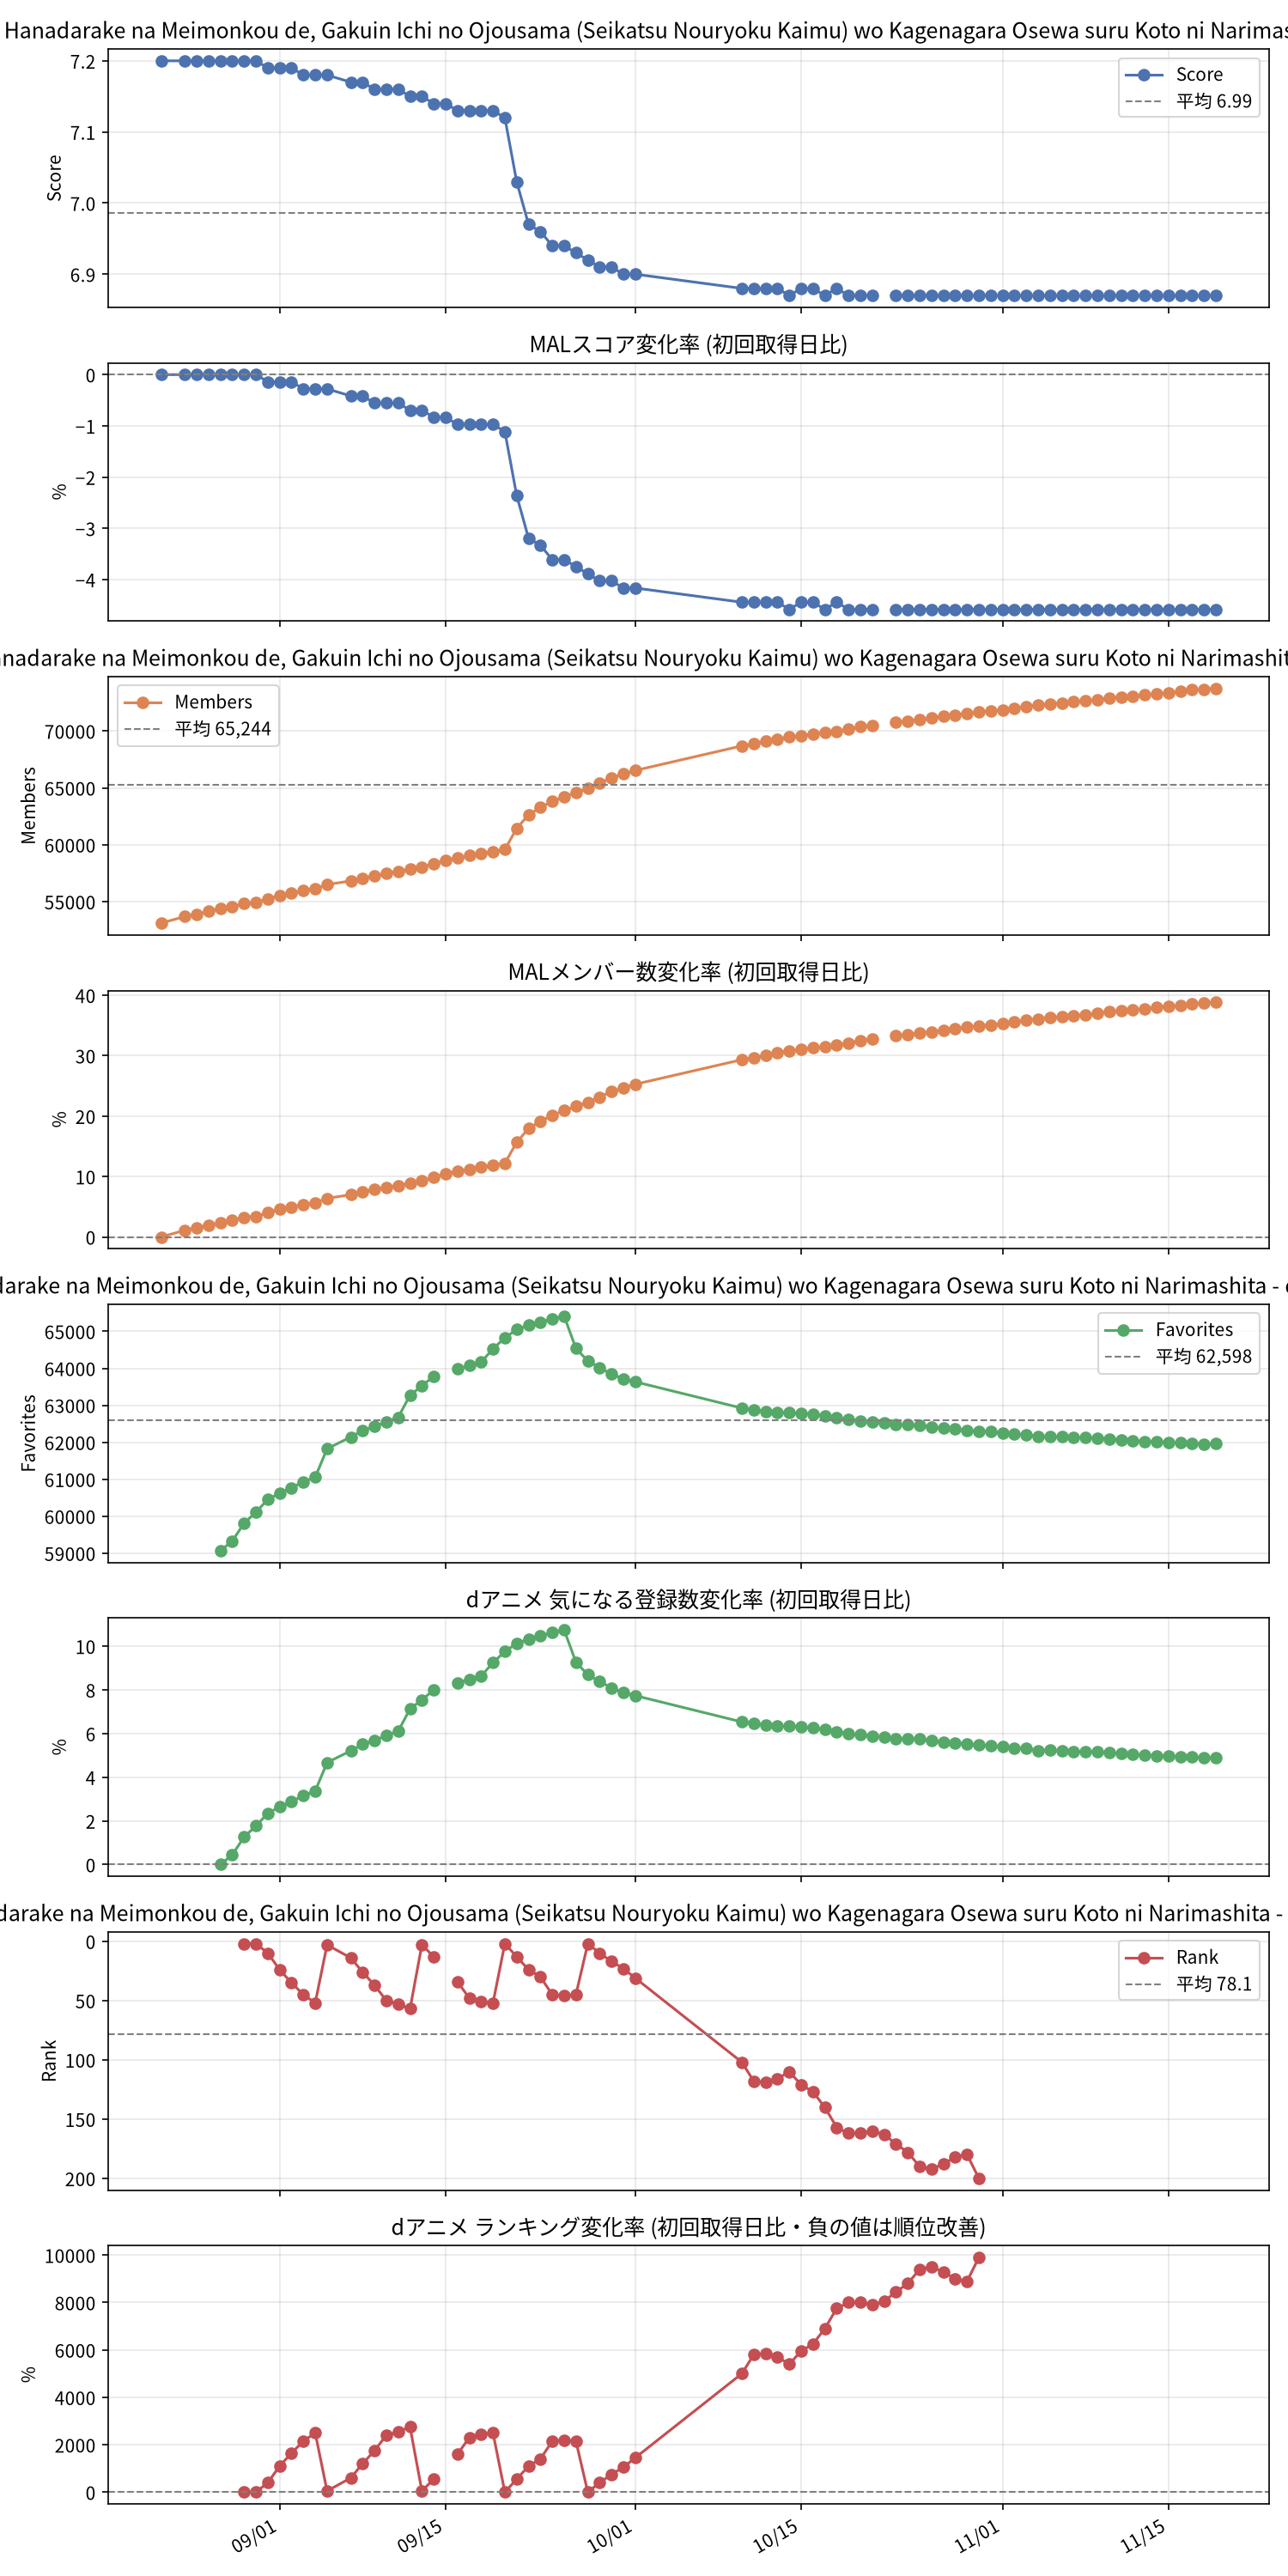 Hanadarake na Meimonkou de, Gakuin Ichi no Ojousama (Seikatsu Nouryoku Kaimu) wo Kagenagara Osewa suru Koto ni Narimas
Score
平均 6.99
7.2
7.1
7.0
6.9
Score
MALスコア変化率 (初回取得日比)
0
−1
−2
−3
−4
%
nadarake na Meimonkou de, Gakuin Ichi no Ojousama (Seikatsu Nouryoku Kaimu) wo Kagenagara Osewa suru Koto ni Narimashit
Members
平均 65,244
70000
65000
60000
55000
Members
MALメンバー数変化率 (初回取得日比)
40
30
20
10
0
%
darake na Meimonkou de, Gakuin Ichi no Ojousama (Seikatsu Nouryoku Kaimu) wo Kagenagara Osewa suru Koto ni Narimashita -
Favorites
平均 62,598
65000
64000
63000
62000
61000
60000
59000
Favorites
dアニメ 気になる登録数変化率 (初回取得日比)
10
8
6
4
2
0
%
darake na Meimonkou de, Gakuin Ichi no Ojousama (Seikatsu Nouryoku Kaimu) wo Kagenagara Osewa suru Koto ni Narimashita -
Rank
平均 78.1
0
50
100
150
200
Rank
dアニメ ランキング変化率 (初回取得日比・負の値は順位改善)
10000
8000
6000
4000
2000
0
%
09/01
09/15
10/01
10/15
11/01
11/15